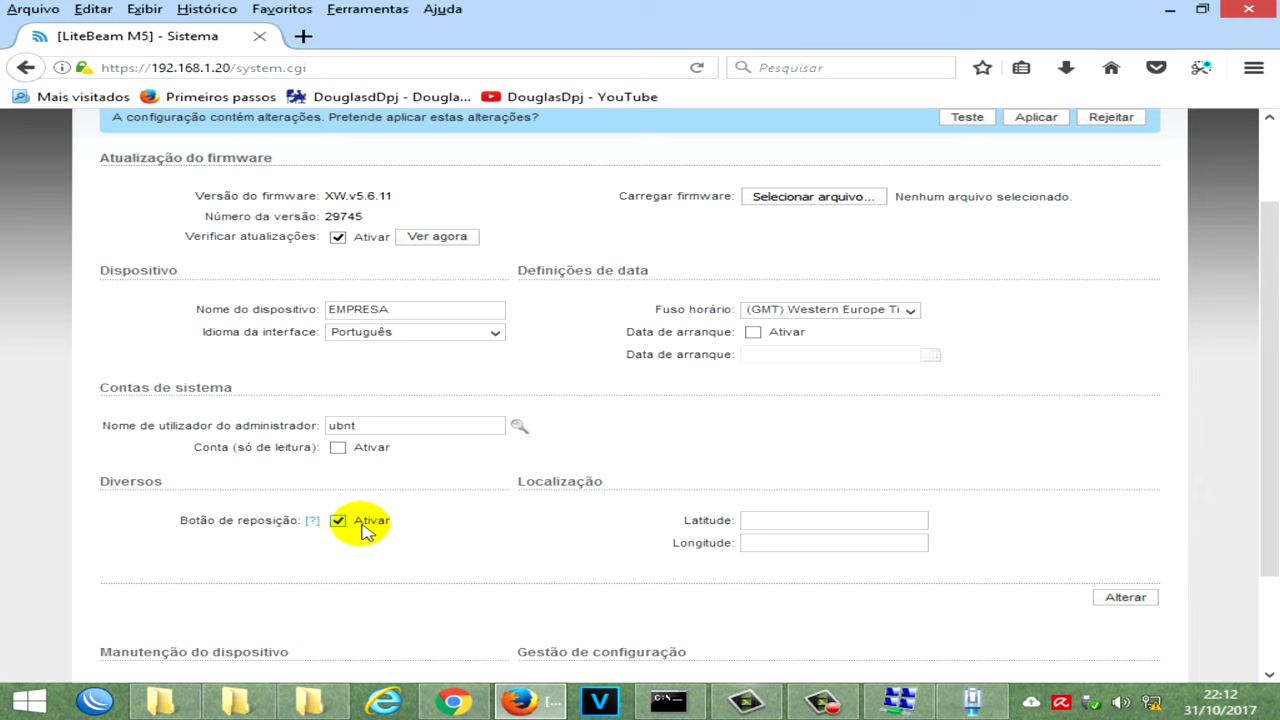 Arquivo Editar Exibir Histórico Favoritos Ferramentas Ajuda
[LiteBeam M5] - Sistema
https://192.168.1.20/system.cgi
Pesquisar
Mais visitados Primeiros passos DouglasdDpj - Dougla... DouglasDpj - YouTube
A configuração contém alterações. Pretende aplicar estas alterações? Teste Aplicar Rejeitar
Atualização do firmware
Versão do firmware: XW.v5.6.11 Carregar firmware: Selecionar arquivo... Nenhum arquivo selecionado.
Número da versão: 29745
Verificar atualizações: Ativar Ver agora
Dispositivo Definições de data
Nome do dispositivo: EMPRESA Fuso horário: (GMT) Western Europe Ti
Idioma da interface: Português Data de arranque: Ativar
Data de arranque:
Contas de sistema
Nome de utilizador do administrador: ubnt
Conta (só de leitura): Ativar
Diversos Localização
Botão de reposição: [?] Ativar Latitude:
Longitude:
Alterar
Manutenção do dispositivo Gestão de configuração
[...
C:\
V
22:12
31/10/2017